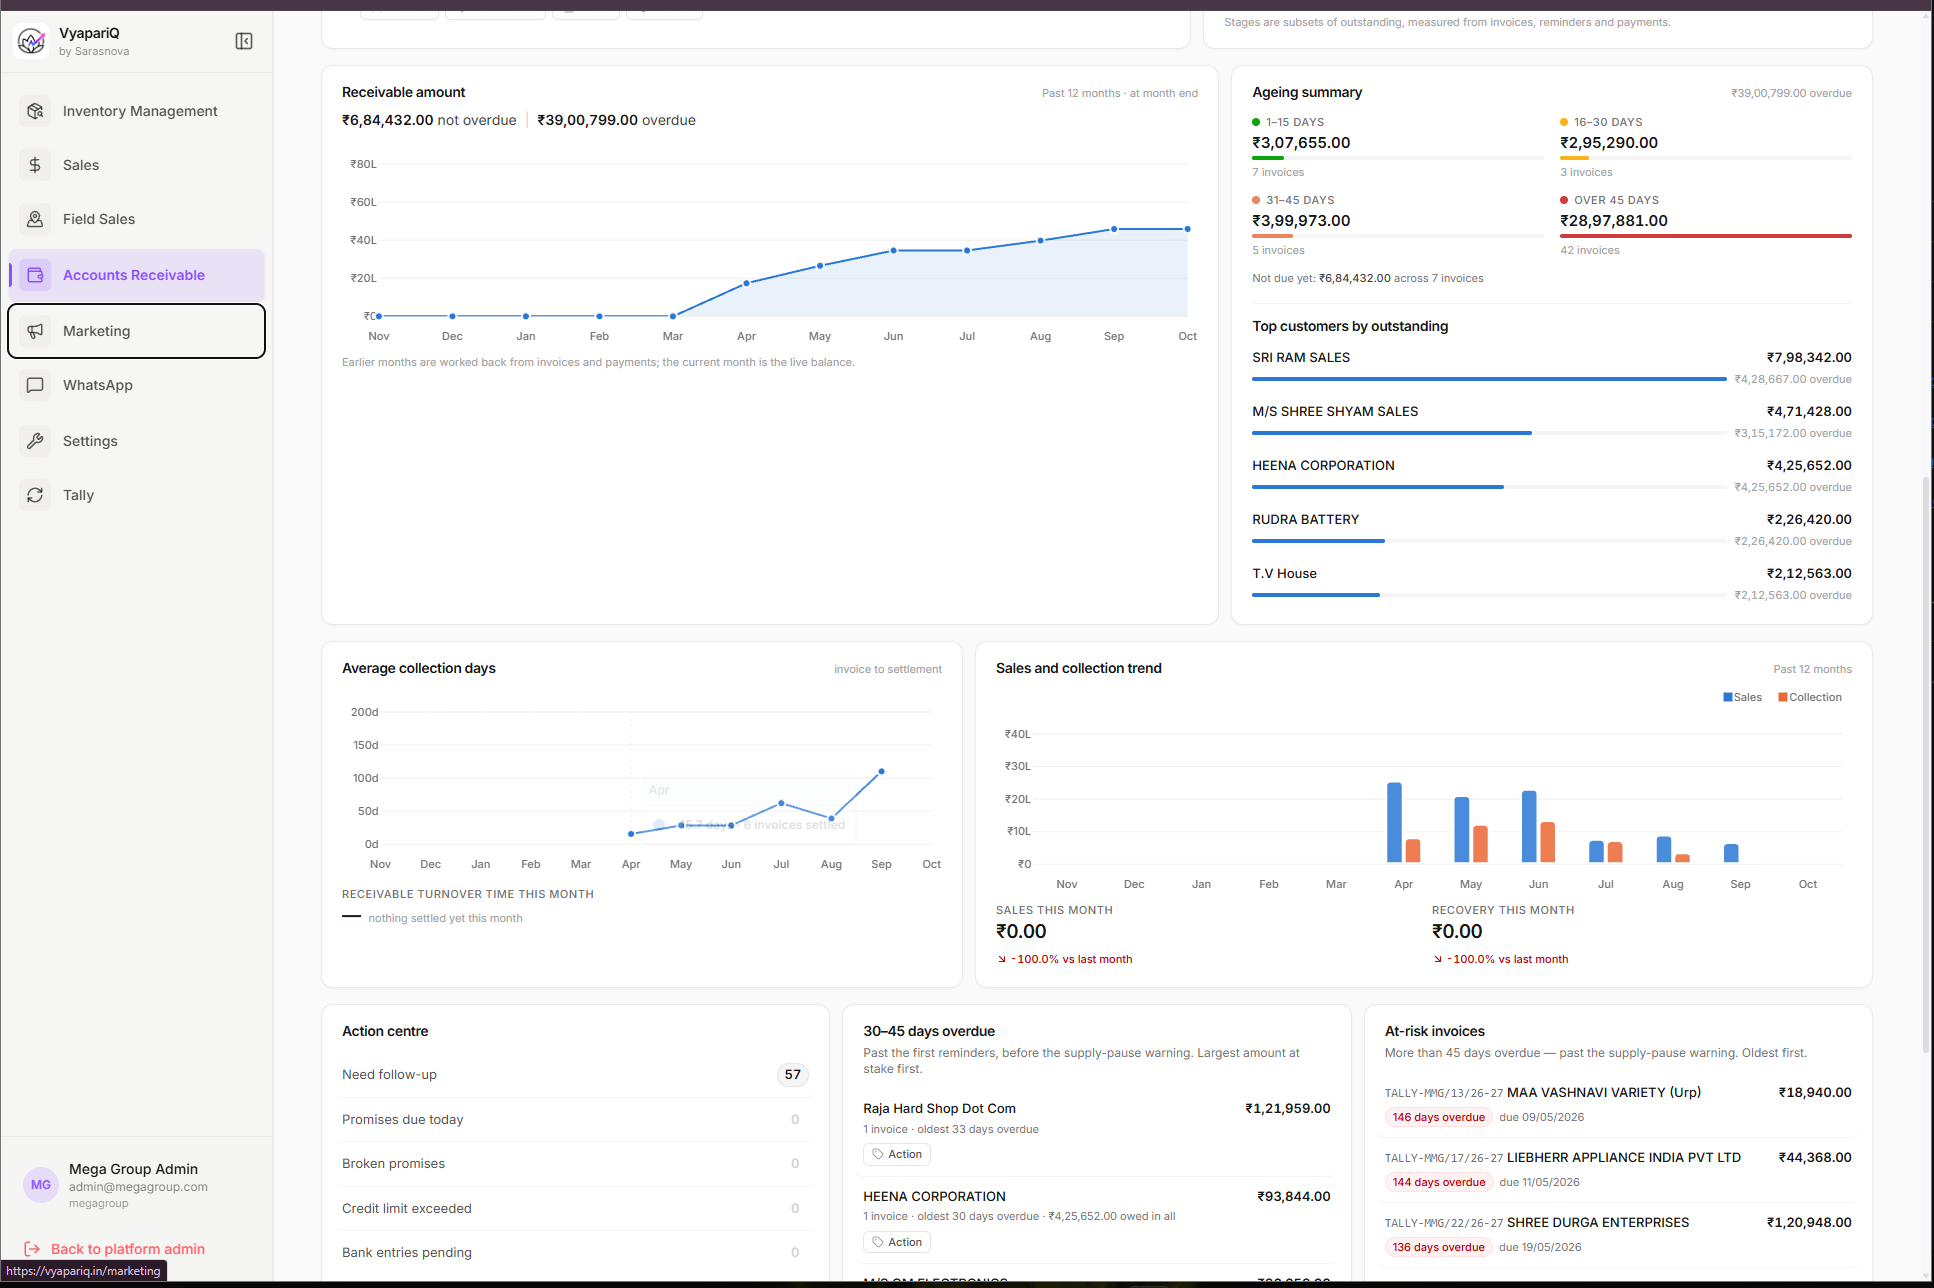 VyapariQ
by Sarasnova
Inventory Management
Sales
Field Sales
Accounts Receivable
Marketing
WhatsApp
Settings
Tally
MG
Mega Group Admin
admin@megagroup.com
megagroup
Back to platform admin
https://vyapariq.in/marketing
Stages are subsets of outstanding, measured from invoices, reminders and payments.
Receivable amount
Past 12 months · at month end
₹6,84,432.00 not overdue | ₹39,00,799.00 overdue
₹80L
₹60L
₹40L
₹20L
₹0
Nov Dec Jan Feb Mar Apr May Jun Jul Aug Sep Oct
Earlier months are worked back from invoices and payments; the current month is the live balance.
Ageing summary
₹39,00,799.00 overdue
1–15 DAYS
₹3,07,655.00
7 invoices
16–30 DAYS
₹2,95,290.00
3 invoices
31–45 DAYS
₹3,99,973.00
5 invoices
OVER 45 DAYS
₹28,97,881.00
42 invoices
Not due yet: ₹6,84,432.00 across 7 invoices
Top customers by outstanding
SRI RAM SALES ₹7,98,342.00
₹4,28,667.00 overdue
M/S SHREE SHYAM SALES ₹4,71,428.00
₹3,15,172.00 overdue
HEENA CORPORATION ₹4,25,652.00
₹4,25,652.00 overdue
RUDRA BATTERY ₹2,26,420.00
₹2,26,420.00 overdue
T.V House ₹2,12,563.00
₹2,12,563.00 overdue
Average collection days
invoice to settlement
200d
150d
100d
50d
0d
Apr
6 invoices settled
Nov Dec Jan Feb Mar Apr May Jun Jul Aug Sep Oct
RECEIVABLE TURNOVER TIME THIS MONTH
— nothing settled yet this month
Sales and collection trend
Past 12 months
Sales Collection
₹40L
₹30L
₹20L
₹10L
₹0
Nov Dec Jan Feb Mar Apr May Jun Jul Aug Sep Oct
SALES THIS MONTH
₹0.00
-100.0% vs last month
RECOVERY THIS MONTH
₹0.00
-100.0% vs last month
Action centre
Need follow-up 57
Promises due today 0
Broken promises 0
Credit limit exceeded 0
Bank entries pending 0
30–45 days overdue
Past the first reminders, before the supply-pause warning. Largest amount at
stake first.
Raja Hard Shop Dot Com ₹1,21,959.00
1 invoice · oldest 33 days overdue
Action
HEENA CORPORATION ₹93,844.00
1 invoice · oldest 30 days overdue · ₹4,25,652.00 owed in all
Action
At-risk invoices
More than 45 days overdue — past the supply-pause warning. Oldest first.
TALLY-MMG/13/26-27 MAA VASHNAVI VARIETY (Urp) ₹18,940.00
146 days overdue due 09/05/2026
TALLY-MMG/17/26-27 LIEBHERR APPLIANCE INDIA PVT LTD ₹44,368.00
144 days overdue due 11/05/2026
TALLY-MMG/22/26-27 SHREE DURGA ENTERPRISES ₹1,20,948.00
136 days overdue due 19/05/2026